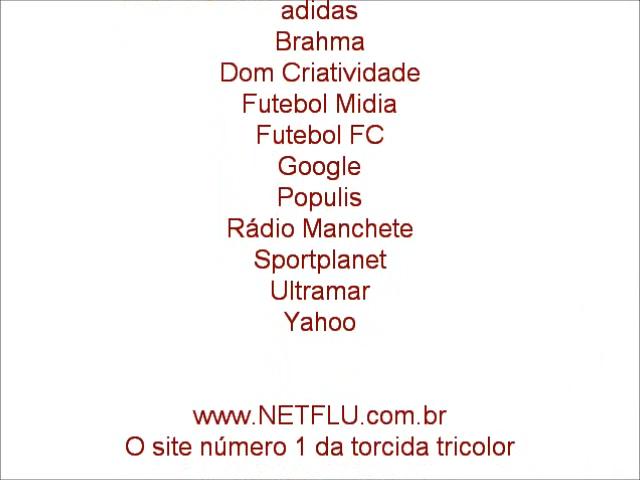 adidas
Brahma
Dom Criatividade
Futebol Midia
Futebol FC
Google
Populis
Rádio Manchete
Sportplanet
Ultramar
Yahoo
www.NETFLU.com.br
O site número 1 da torcida tricolor